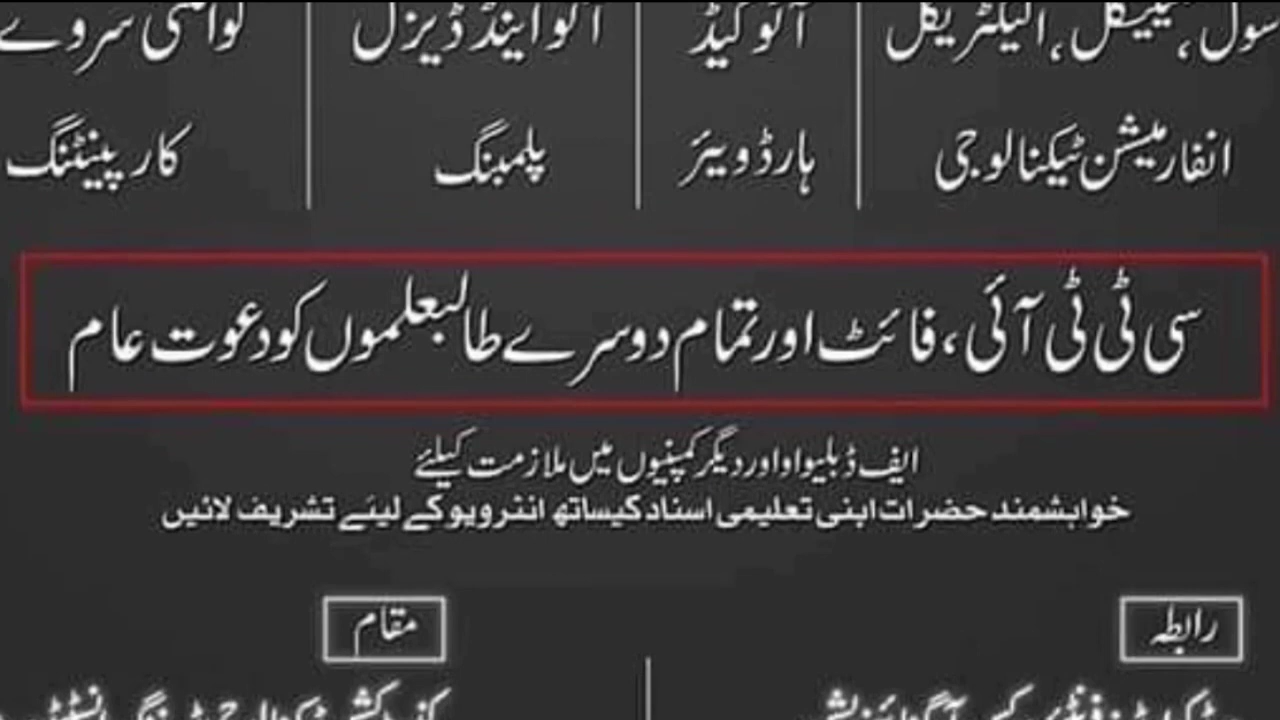 سول، مکینیکل، الیکٹریکل
آٹو کیڈ
آٹو اینڈ ڈیزل
کوانٹٹی سروے
انفارمیشن ٹیکنالوجی
ہارڈ ویئر
پلمبنگ
کارپینٹنگ
سی ٹی ٹی آئی، فائٹ اور تمام دوسرے طالبعلموں کو دعوت عام
ایف ڈبلیو او اور دیگر کمپنیوں میں ملازمت کیلئے
خواہشمند حضرات اپنی تعلیمی اسناد کیساتھ انٹرویو کے لیئے تشریف لائیں
رابطہ
مقام